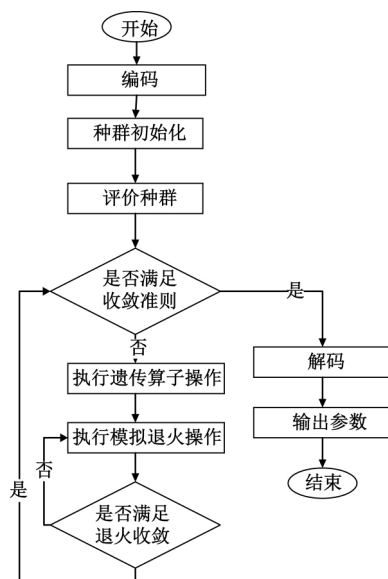 开始
编码
种群初始化
评价种群
是否满足
收敛准则
是
否
解码
执行遗传算子操作
输出参数
执行模拟退火操作
否
是
结束
是否满足
退火收敛